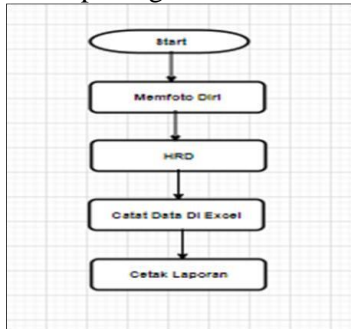 Start
Memfoto Diri
HRD
Catat Data Di Excel
Cetak Laporan